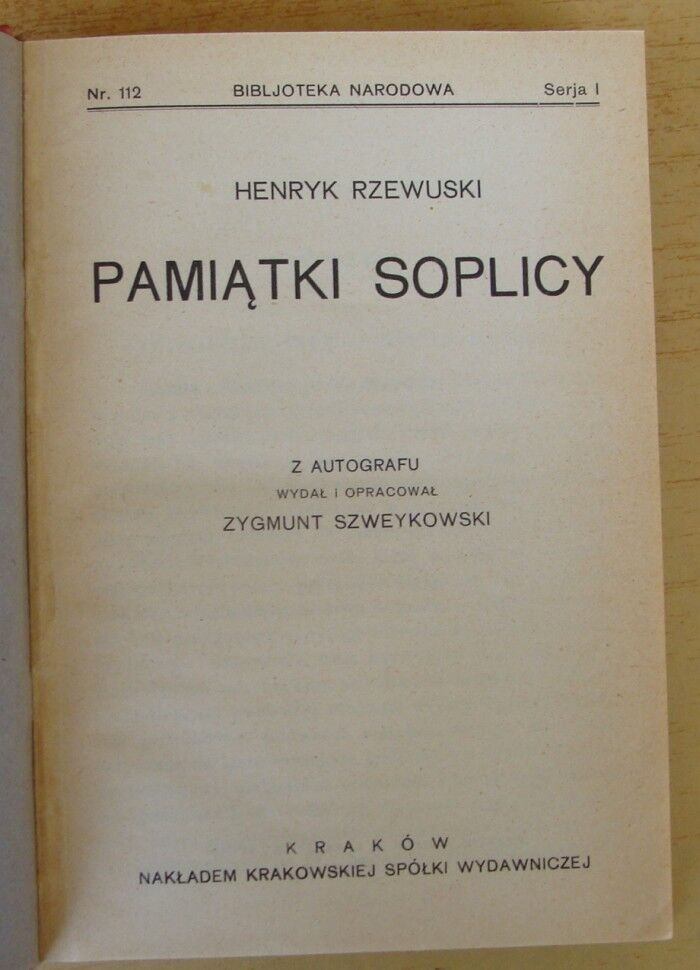 Nr. 112 BIBLJOTEKA NARODOWA Serja I
HENRYK RZEWUSKI
PAMIĄTKI SOPLICY
Z AUTOGRAFU
WYDAŁ i OPRACOWAŁ
ZYGMUNT SZWEYKOWSKI
KRAKÓW
NAKŁADEM KRAKOWSKIEJ SPÓŁKI WYDAWNICZEJ